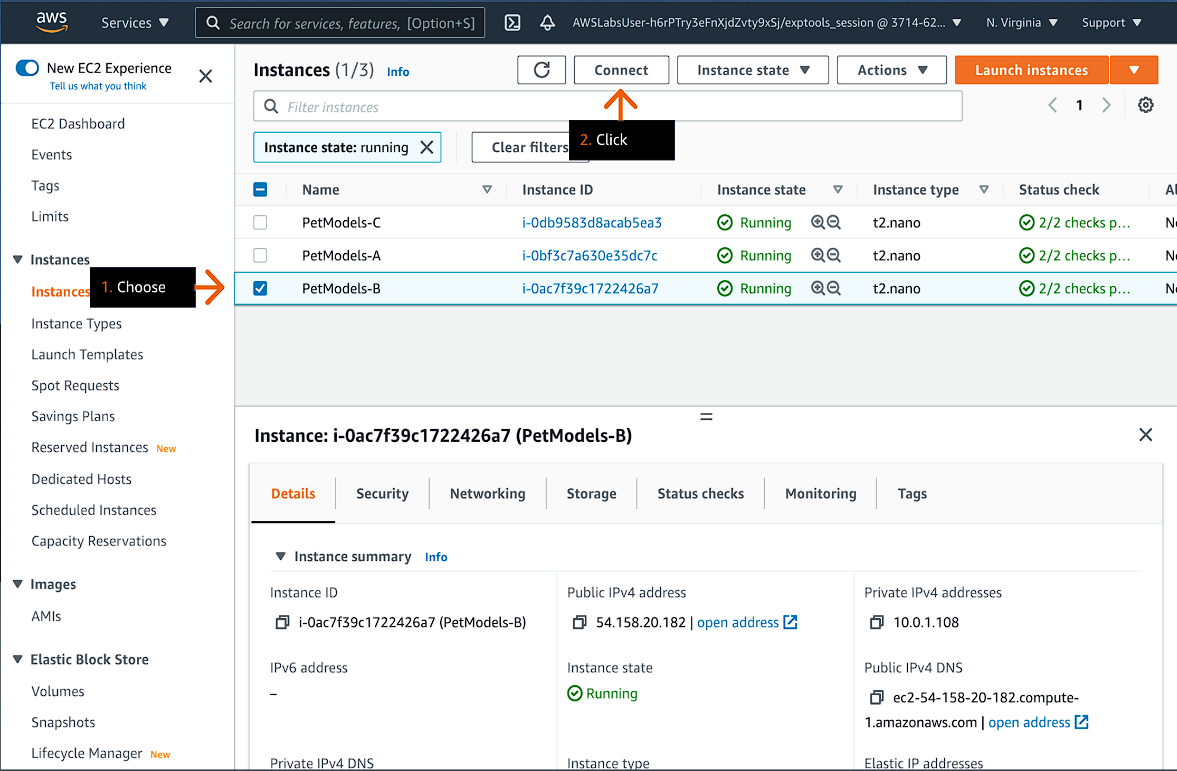 aws Services Search for services, features, [Option+S] AWSLabsUser-h6rPTry3eFnXjdZvty9xSj/exptools_session @ 3714-62... N. Virginia Support
New EC2 Experience
Tell us what you think
EC2 Dashboard
Events
Tags
Limits
Instances
Instances
Instance Types
Launch Templates
Spot Requests
Savings Plans
Reserved Instances New
Dedicated Hosts
Scheduled Instances
Capacity Reservations
Images
AMIs
Elastic Block Store
Volumes
Snapshots
Lifecycle Manager New
1. Choose
Instances (1/3) Info Connect Instance state Actions Launch instances
Filter instances 1
2. Click
Instance state: running Clear filters
Name Instance ID Instance state Instance type Status check Al
PetModels-C i-0db9583d8acab5ea3 Running t2.nano 2/2 checks p... No
PetModels-A i-0bf3c7a630e35dc7c Running t2.nano 2/2 checks p... No
PetModels-B i-0ac7f39c1722426a7 Running t2.nano 2/2 checks p... No
Instance: i-0ac7f39c1722426a7 (PetModels-B)
Details Security Networking Storage Status checks Monitoring Tags
Instance summary Info
Instance ID
i-0ac7f39c1722426a7 (PetModels-B)
Public IPv4 address
54.158.20.182 | open address
Private IPv4 addresses
10.0.1.108
IPv6 address
–
Instance state
Running
Public IPv4 DNS
ec2-54-158-20-182.compute-
1.amazonaws.com | open address
Private IPv4 DNS
Instance type
Elastic IP addresses